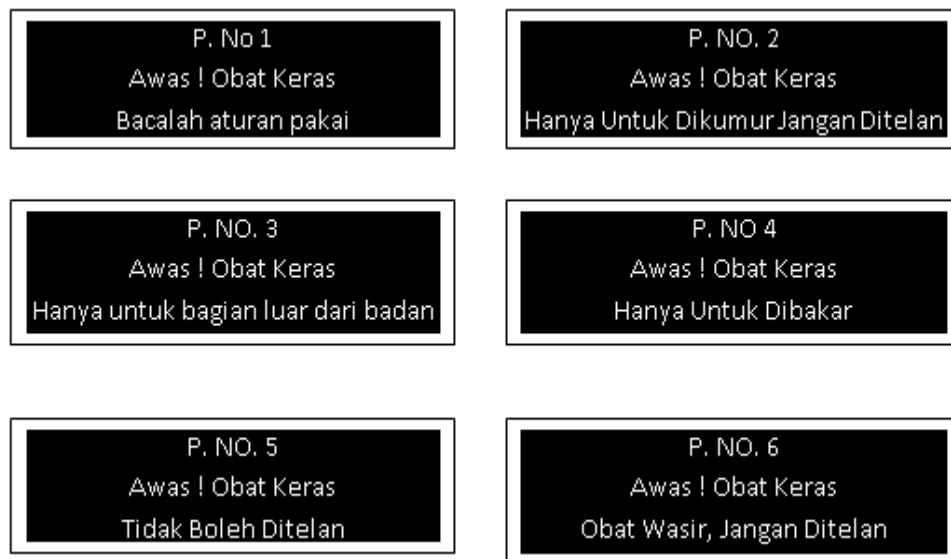 P. No 1
Awas ! Obat Keras
Bacalah aturan pakai
P. NO. 2
Awas ! Obat Keras
Hanya Untuk Dikumur Jangan Ditelan
P. NO. 3
Awas ! Obat Keras
Hanya untuk bagian luar dari badan
P. NO 4
Awas ! Obat Keras
Hanya Untuk Dibakar
P. NO. 5
Awas ! Obat Keras
Tidak Boleh Ditelan
P. NO. 6
Awas ! Obat Keras
Obat Wasir, Jangan Ditelan